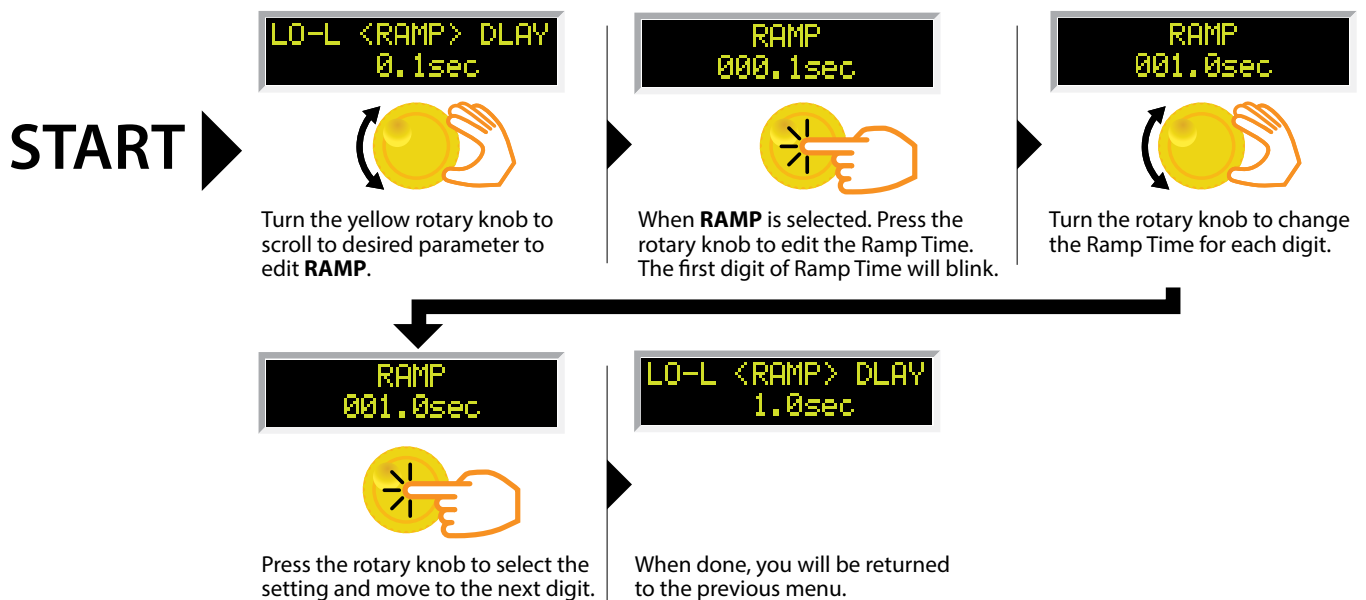 START
LO-L <RAMP> DLAY
0.1sec
Turn the yellow rotary knob to
scroll to desired parameter to
edit RAMP.
RAMP
000.1sec
When RAMP is selected. Press the
rotary knob to edit the Ramp Time.
The first digit of Ramp Time will blink.
RAMP
001.0sec
Turn the rotary knob to change
the Ramp Time for each digit.
RAMP
001.0sec
Press the rotary knob to select the
setting and move to the next digit.
LO-L <RAMP> DLAY
1.0sec
When done, you will be returned
to the previous menu.